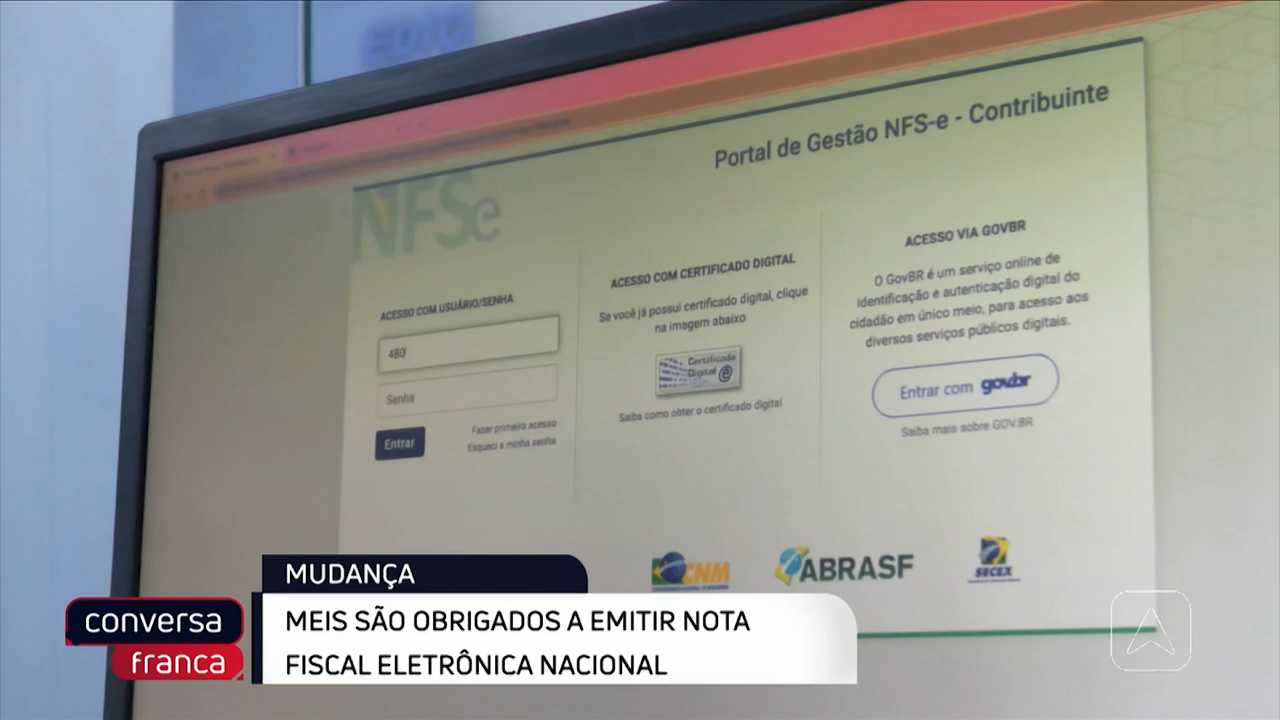 Portal de Gestão NFS-e - Contribuinte
NFSe
ACESSO COM USUÁRIO/SENHA
480
Senha
Entrar
Fazer primeiro acesso
Esqueci a minha senha
ACESSO COM CERTIFICADO DIGITAL
Se você já possui certificado digital, clique
na imagem abaixo
Certificado
Digital
Saiba como obter o certificado digital
ACESSO VIA GOVBR
O GovBR é um serviço online de
identificação e autenticação digital do
cidadão em único meio, para acesso aos
diversos serviços públicos digitais.
Entrar com govbr
Saiba mais sobre GOV.BR
CNM
ABRASF
SECEX
MUDANÇA
conversa
franca
MEIS SÃO OBRIGADOS A EMITIR NOTA
FISCAL ELETRÔNICA NACIONAL